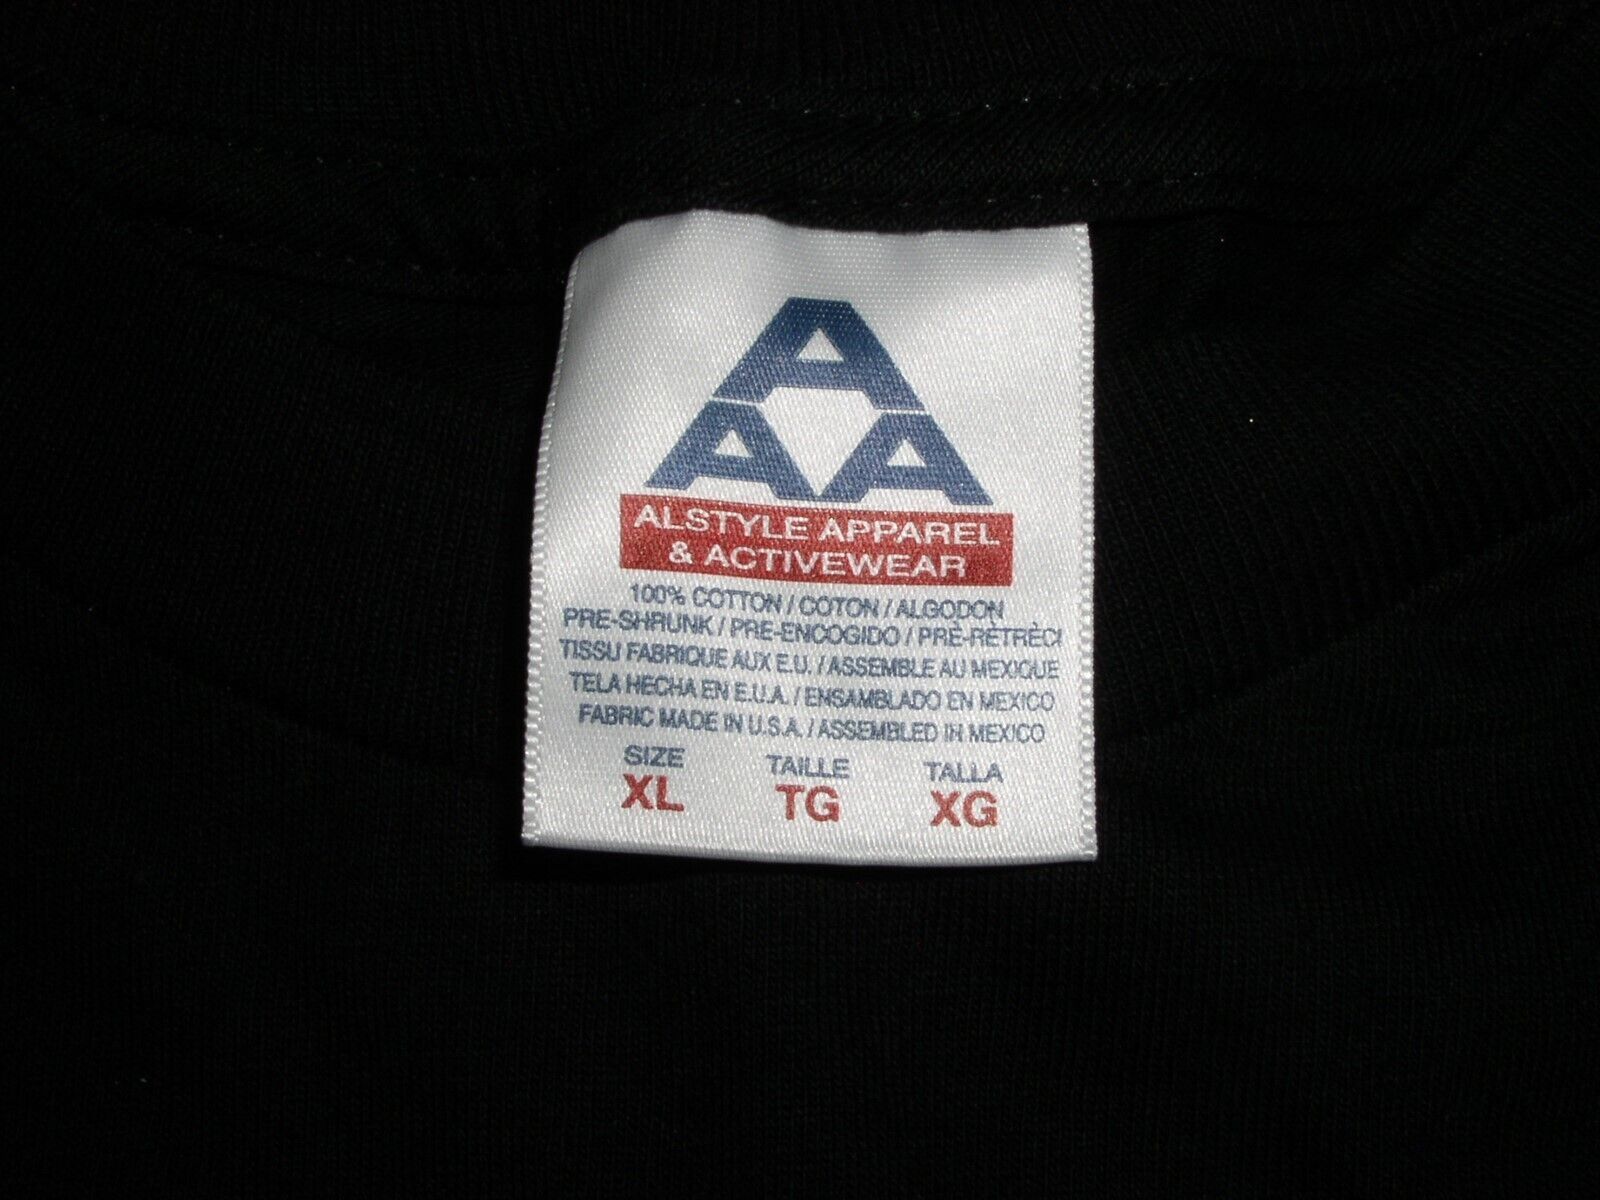 A
A A
ALSTYLE APPAREL
& ACTIVEWEAR
100% COTTON / COTON / ALGODON
PRE-SHRUNK / PRE-ENCOGIDO / PRÉ-RÉTRÉCI
TISSU FABRIQUE AUX E.U. / ASSEMBLE AU MEXIQUE
TELA HECHA EN E.U.A. / ENSAMBLADO EN MEXICO
FABRIC MADE IN U.S.A. / ASSEMBLED IN MEXICO
SIZE TAILLE TALLA
XL TG XG